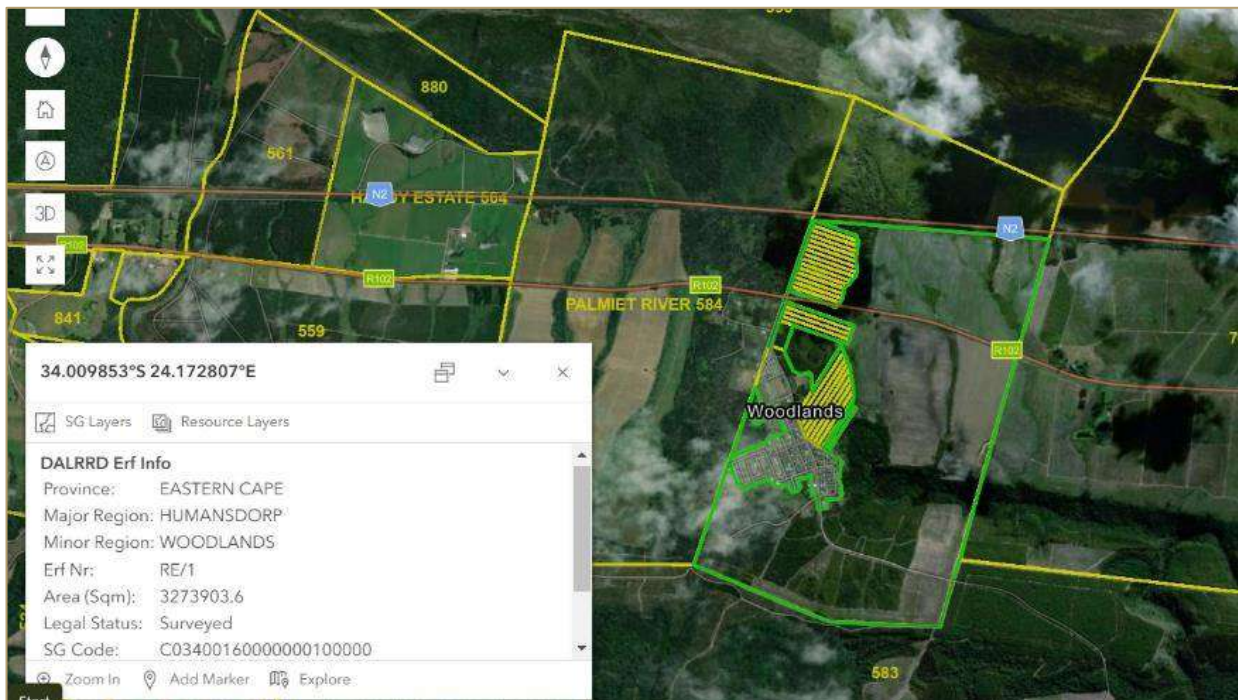 880
561
N2
HAPPY ESTATE 564
N2
R102
R102
R102
PALMIET RIVER 584
841
559
R102
Woodlands
583
3D
34.009853°S 24.172807°E
SG Layers Resource Layers
DALRRD Erf Info
Province: EASTERN CAPE
Major Region: HUMANSDORP
Minor Region: WOODLANDS
Erf Nr: RE/1
Area (Sqm): 3273903.6
Legal Status: Surveyed
SG Code: C03400160000000100000
Zoom In Add Marker Explore